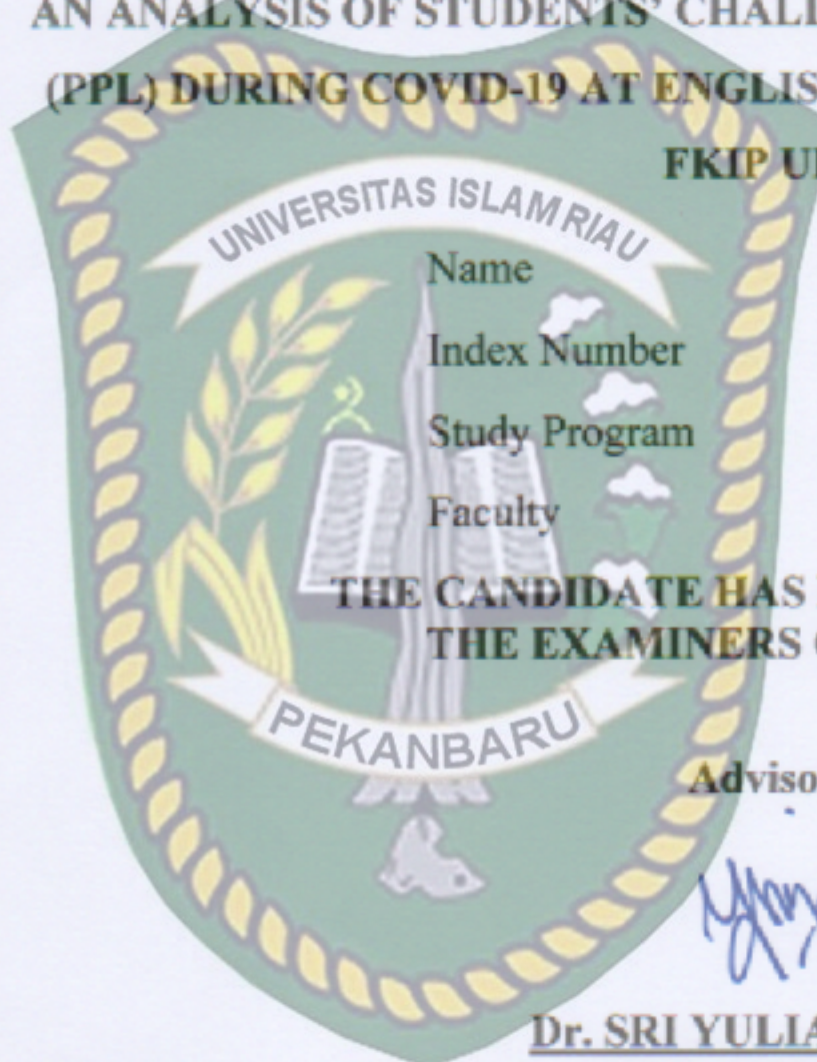 AN ANALYSIS OF STUDENTS' CHALL
(PPL) DURING COVID-19 AT ENGLIS
FKIP U
UNIVERSITAS ISLAM RIAU
Name
Index Number
Study Program
Faculty
THE CANDIDATE HAS
THE EXAMINERS
PEKANBARU
Adviso
Dr. SRI YULIA